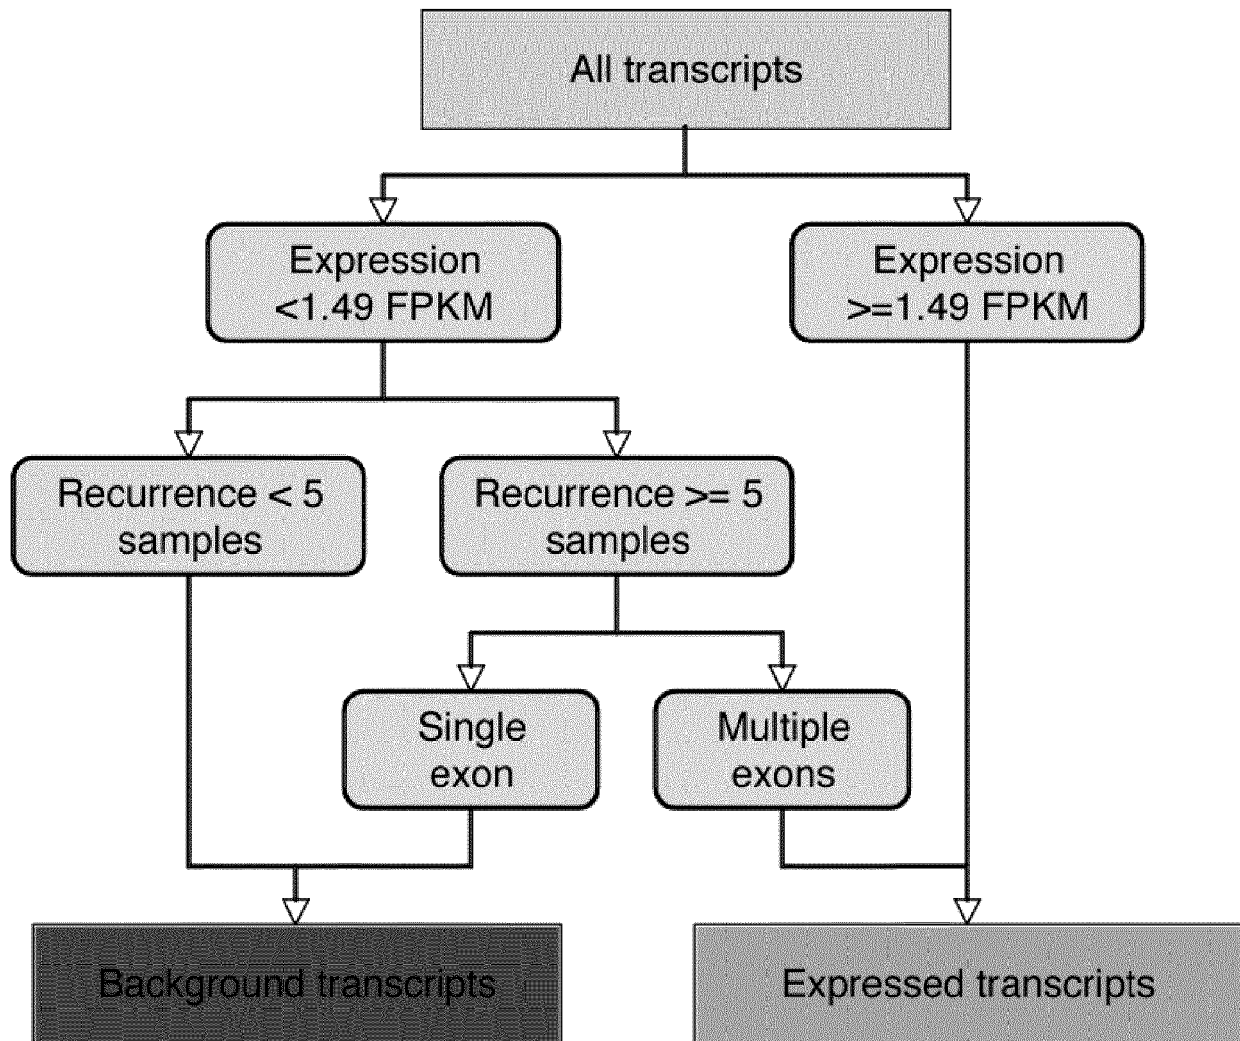 All transcripts
Expression
<1.49 FPKM
Expression
>=1.49 FPKM
Recurrence < 5
samples
Recurrence >= 5
samples
Single
exon
Multiple
exons
Background transcripts
Expressed transcripts